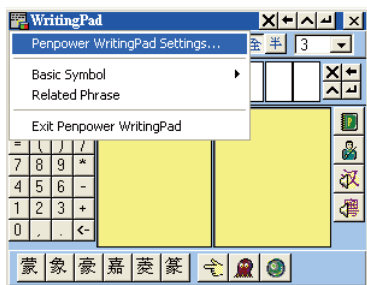 WritingPad
Penpower WritingPad Settings...
全 半 3
Basic Symbol
Related Phrase
Exit Penpower WritingPad
= ( ) /
7 8 9 *
4 5 6 -
1 2 3 +
0 , . <-
蒙 象 豪 嘉 菱 篆